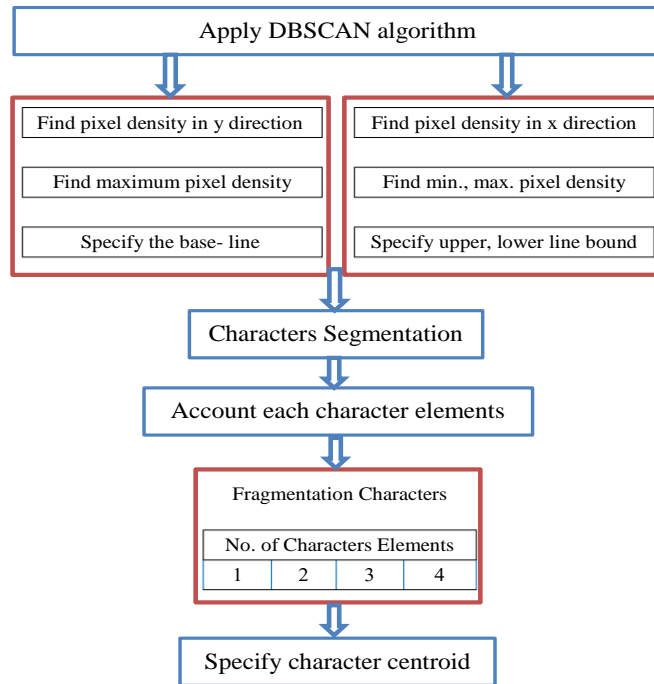 Apply DBSCAN algorithm
Find pixel density in y direction
Find maximum pixel density
Specify the base- line
Find pixel density in x direction
Find min., max. pixel density
Specify upper, lower line bound
Characters Segmentation
Account each character elements
Fragmentation Characters
No. of Characters Elements
1 2 3 4
Specify character centroid